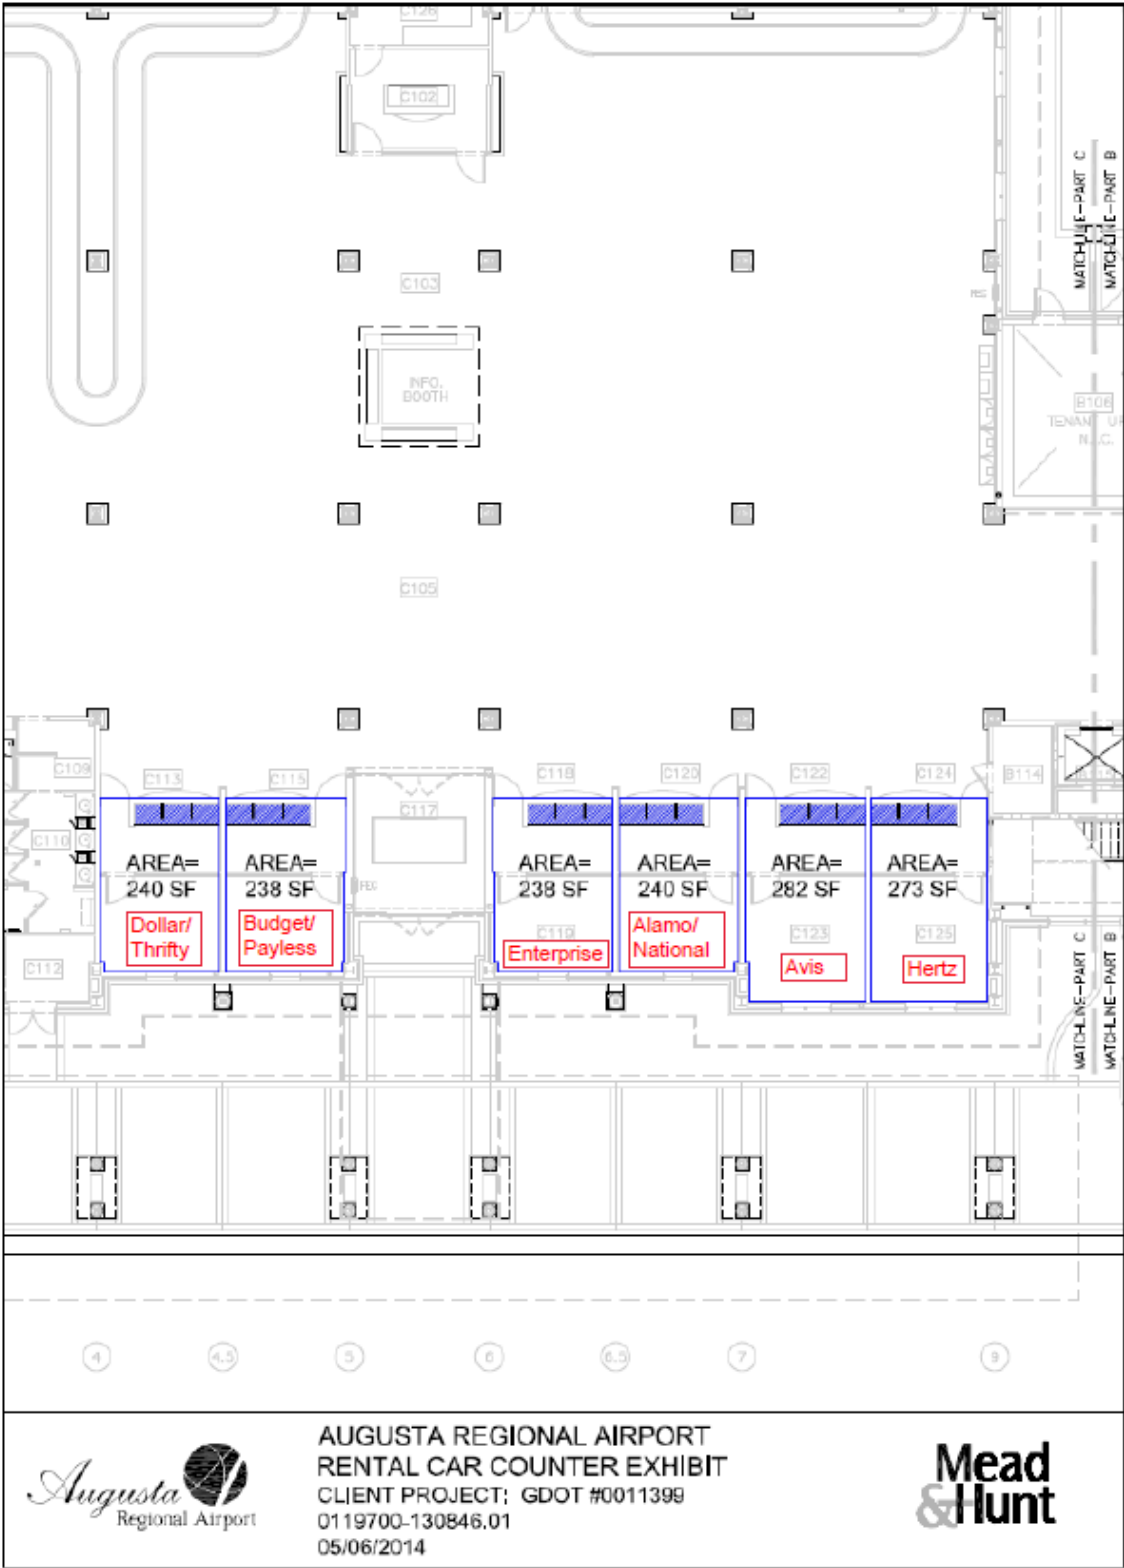 C126
C102
MATCHLINE-PART C
MATCHLINE-PART B
C103
FEC
INFO.
BOOTH
B106
TENANT
N.I.C.
C105
C109
C113
C115
C118
C120
C122
C124
B114
C117
C110
AREA=
240 SF
AREA=
238 SF
AREA=
238 SF
AREA=
240 SF
AREA=
282 SF
AREA=
273 SF
FEC
Dollar/
Thrifty
Budget/
Payless
C119
Enterprise
Alamo/
National
C123
Avis
C125
Hertz
C112
MATCHLINE-PART C
MATCHLINE-PART B
4
4.5
5
6
6.5
7
9
Augusta
Regional Airport
AUGUSTA REGIONAL AIRPORT
RENTAL CAR COUNTER EXHIBIT
CLIENT PROJECT: GDOT #0011399
0119700-130846.01
05/06/2014
Mead
&Hunt